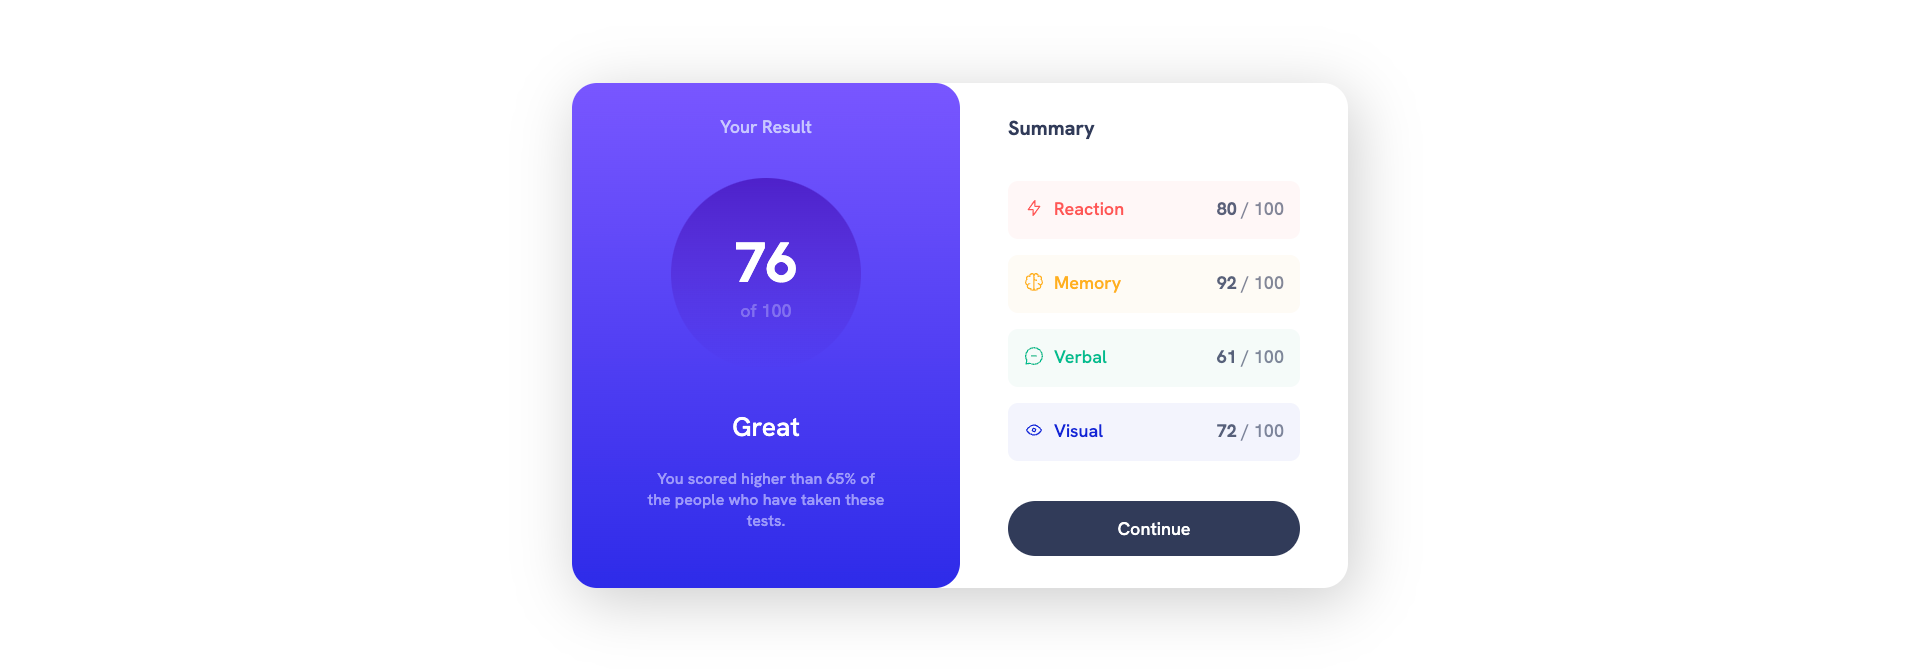 Your Result
76
of 100
Great
You scored higher than 65% of
the people who have taken these
tests.
Summary
Reaction 80 / 100
Memory 92 / 100
Verbal 61 / 100
Visual 72 / 100
Continue